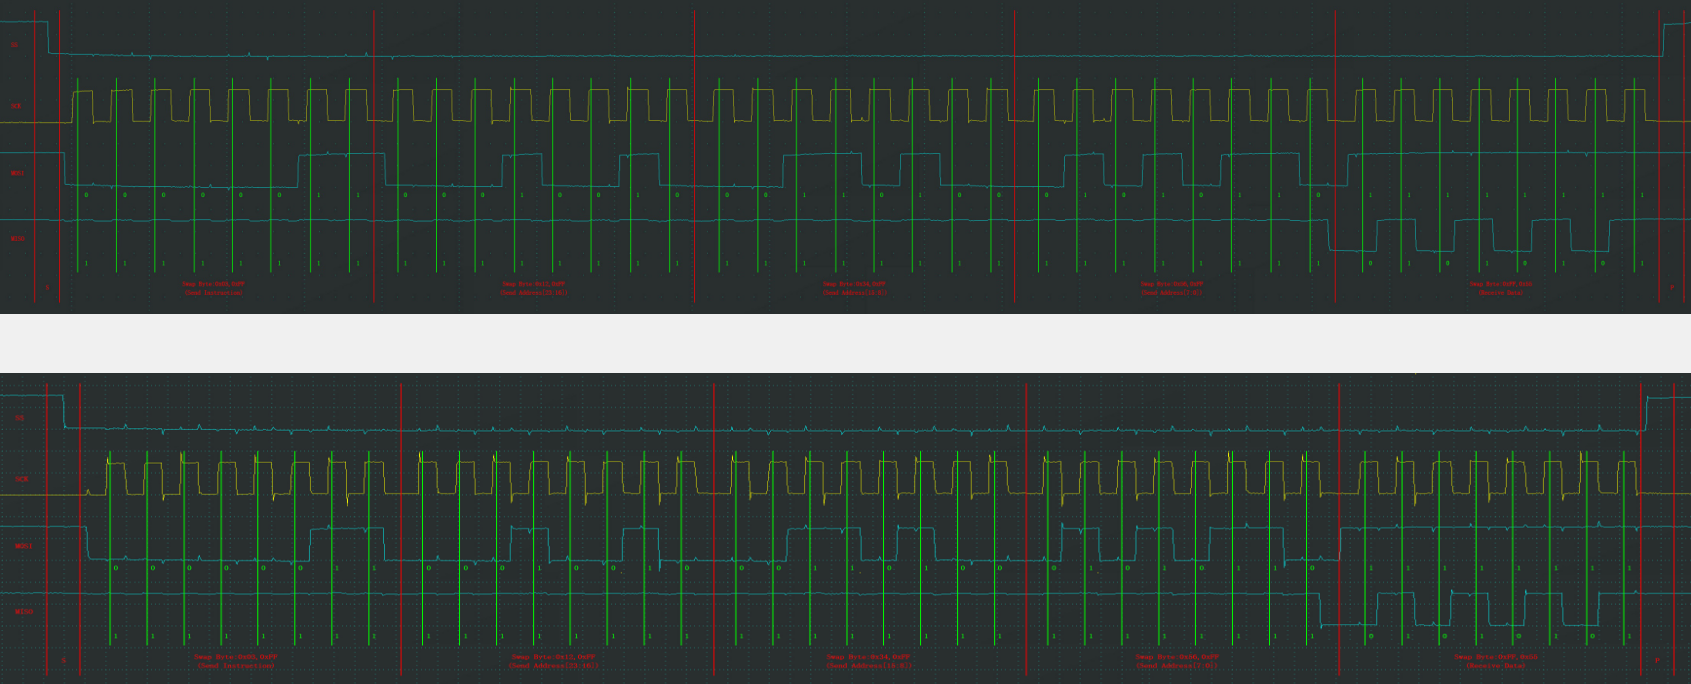 SS
SCK
MOSI
0 0 0 0 0 0 1 1 0 0 0 1 0 0 1 0 0 0 1 1 0 1 0 0 0 1 0 1 0 1 1 0 1 1 1 1 1 1 1 1
MISO
1 1 1 1 1 1 1 1 1 1 1 1 1 1 1 1 1 1 1 1 1 1 1 1 1 1 1 1 1 1 1 1 0 1 0 1 0 1 0 1
S Swap Byte:0x03,0xFF Swap Byte:0x12,0xFF Swap Byte:0x34,0xFF Swap Byte:0x56,0xFF Swap Byte:0xFF,0x55 P
(Send Instruction) (Send Address[23-16]) (Send Address[15-8]) (Send Address[7-0]) (Receive Data)
SS
SCK
MOSI
0 0 0 0 0 0 1 1 0 0 0 1 0 0 1 0 0 0 1 1 0 1 0 0 0 1 0 1 0 1 1 0 1 1 1 1 1 1 1 1
MISO
1 1 1 1 1 1 1 1 1 1 1 1 1 1 1 1 1 1 1 1 1 1 1 1 1 1 1 1 1 1 1 1 0 1 0 1 0 1 0 1
S Swap Byte:0x03,0xFF Swap Byte:0x12,0xFF Swap Byte:0x34,0xFF Swap Byte:0x56,0xFF Swap Byte:0xFF,0x55 P
(Send Instruction) (Send Address[23-16]) (Send Address[15-8]) (Send Address[7-0]) (Receive Data)